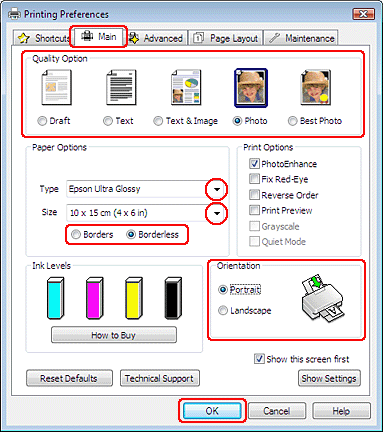 Printing Preferences
Shortcuts Main Advanced Page Layout Maintenance
Quality Option
Draft Text Text & Image Photo Best Photo
Paper Options
Type Epson Ultra Glossy
Size 10 x 15 cm (4 x 6 in)
Borders Borderless
Print Options
PhotoEnhance
Fix Red-Eye
Reverse Order
Print Preview
Grayscale
Quiet Mode
Ink Levels
How to Buy
Orientation
Portrait
Landscape
Show this screen first
Reset Defaults Technical Support Show Settings
OK Cancel Help